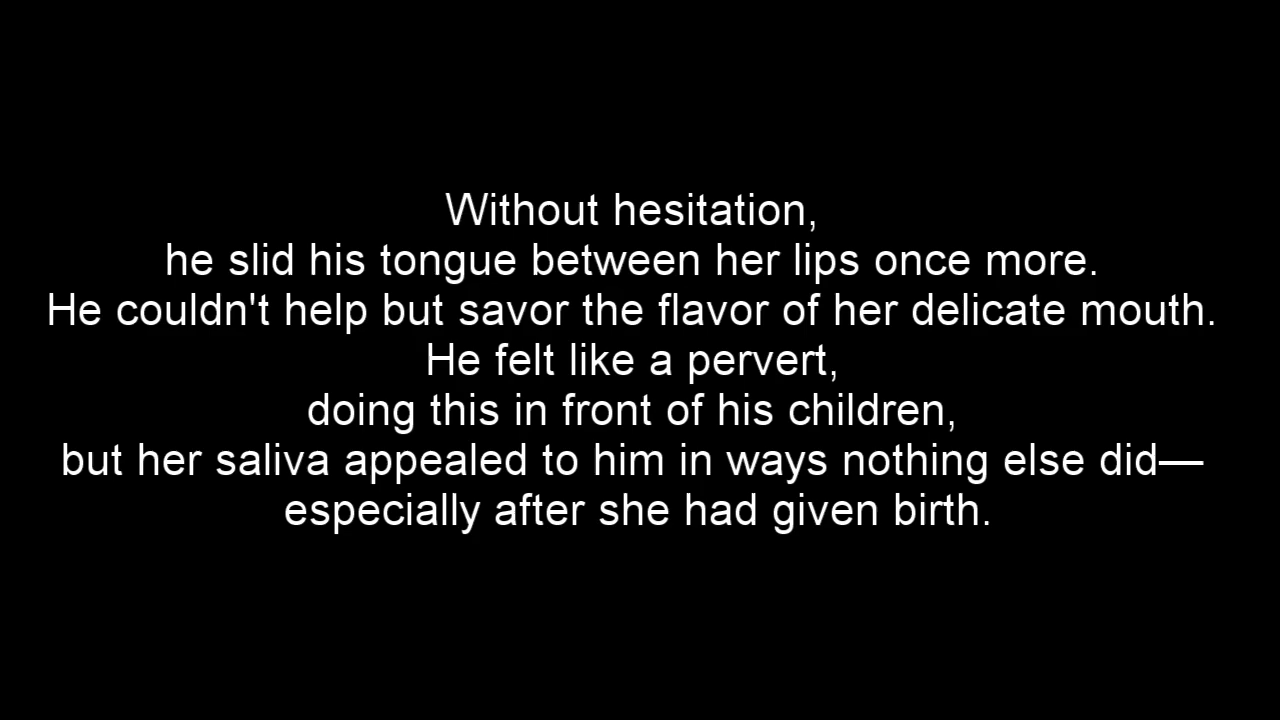 Without hesitation,
he slid his tongue between her lips once more.
He couldn't help but savor the flavor of her delicate mouth.
He felt like a pervert,
doing this in front of his children,
but her saliva appealed to him in ways nothing else did—
especially after she had given birth.